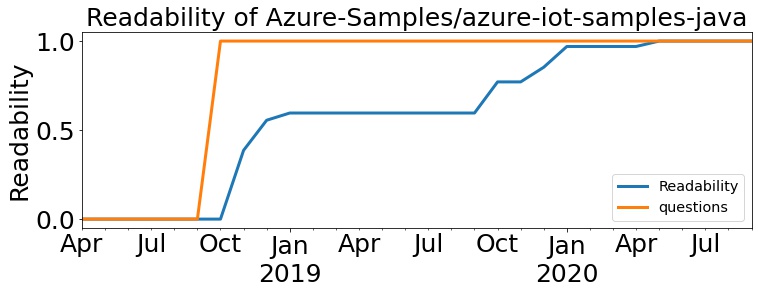 Readability of Azure-Samples/azure-iot-samples-java
Readability
1.0
0.5
0.0
Readability
questions
Apr Jul Oct Jan Apr Jul Oct Jan Apr Jul
2019 2020